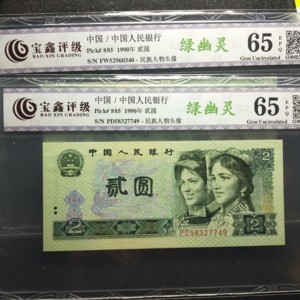 宝鑫评级
BAO XIN GRADING
中国 / 中国人民银行
Pick# 885 1990年 贰圆
S/N FW52960340 - 民族人物头像
绿幽灵
65 EPQ
Gem Uncirculated
宝鑫评级
BAO XIN GRADING
中国 / 中国人民银行
Pick# 885 1990年 贰圆
S/N PD58327749 - 民族人物头像
绿幽灵
65 EPQ
Gem Uncirculated
中国人民银行
贰圆
2
PD58327749
2